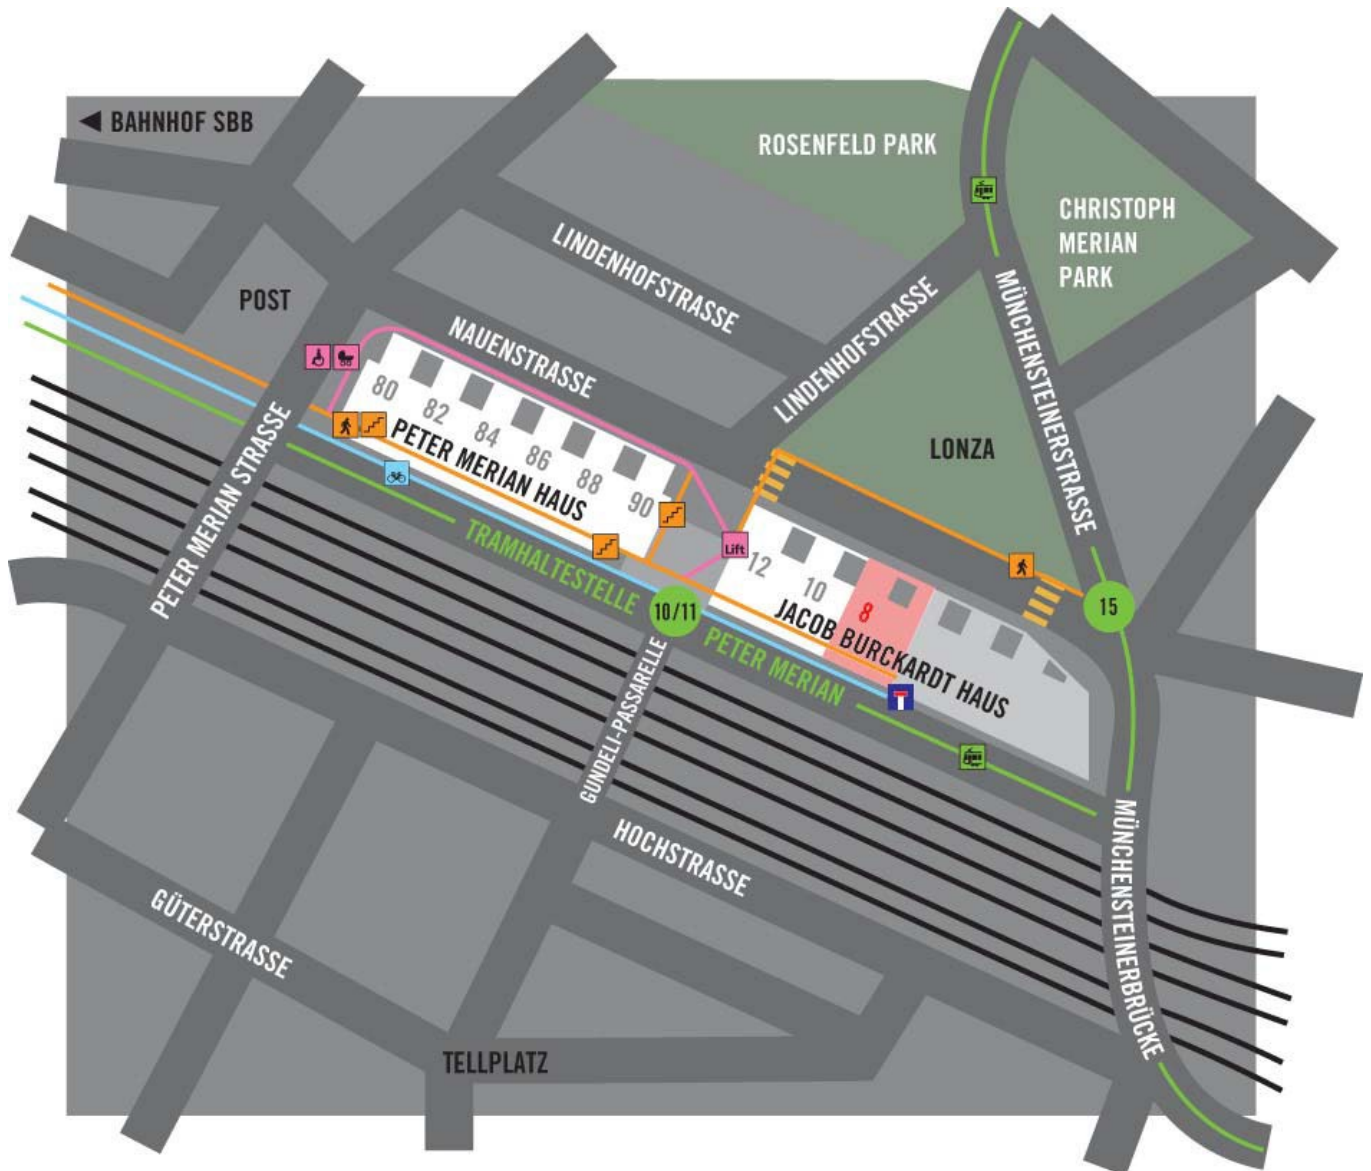 ◄ BAHNHOF SBB
ROSENFELD PARK
CHRISTOPH
MERIAN
PARK
LINDENHOFSTRASSE
POST
LINDENHOFSTRASSE
MÜNCHENSTEINERSTRASSE
NAUENSTRASSE
80
82
84
86
88
90
PETER MERIAN HAUS
LONZA
PETER MERIAN STRASSE
TRAMHALTESTELLE
10/11
PETER MERIAN
Lift
12
10
8
JACOB BURCKARDT HAUS
15
GUNDELI-PASSARELLE
HOCHSTRASSE
MÜNCHENSTEINERBRÜCKE
GÜTERSTRASSE
TELLPLATZ